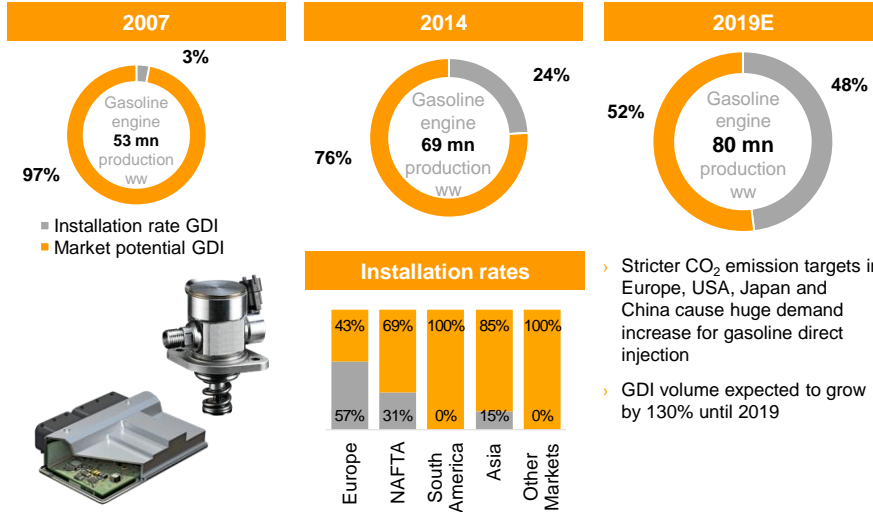 2007
3%
Gasoline
engine
53 mn
production
ww
97%
Installation rate GDI
Market potential GDI
2014
24%
Gasoline
engine
69 mn
production
ww
76%
Installation rates
43%
69%
100%
85%
100%
57%
31%
0%
15%
0%
Europe
NAFTA
South
America
Asia
Other
Markets
2019E
48%
52%
Gasoline
engine
80 mn
production
ww
› Stricter CO₂ emission targets in
Europe, USA, Japan and
China cause huge demand
increase for gasoline direct
injection
› GDI volume expected to grow
by 130% until 2019